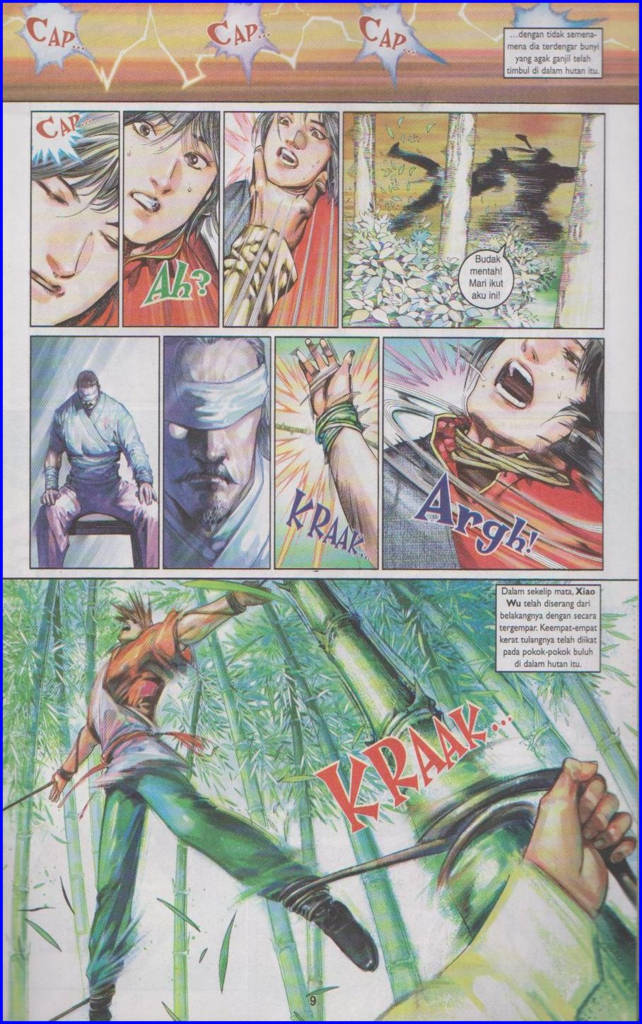 CAP...
CAP...
CAP...
...dengan tidak semena-
mena dia terdengar bunyi
yang agak ganjil telah
timbul di dalam hutan itu.
CAP
Ah?
Budak
mentah!
Mari ikut
aku ini!
KRAAK...
Argh!
Dalam sekelip mata, Xiao
Wu telah diserang dari
belakangnya dengan secara
tergempar. Keempat-empat
kerat tulangnya telah diikat
pada pokok-pokok buluh
di dalam hutan itu.
KRAAK...
9